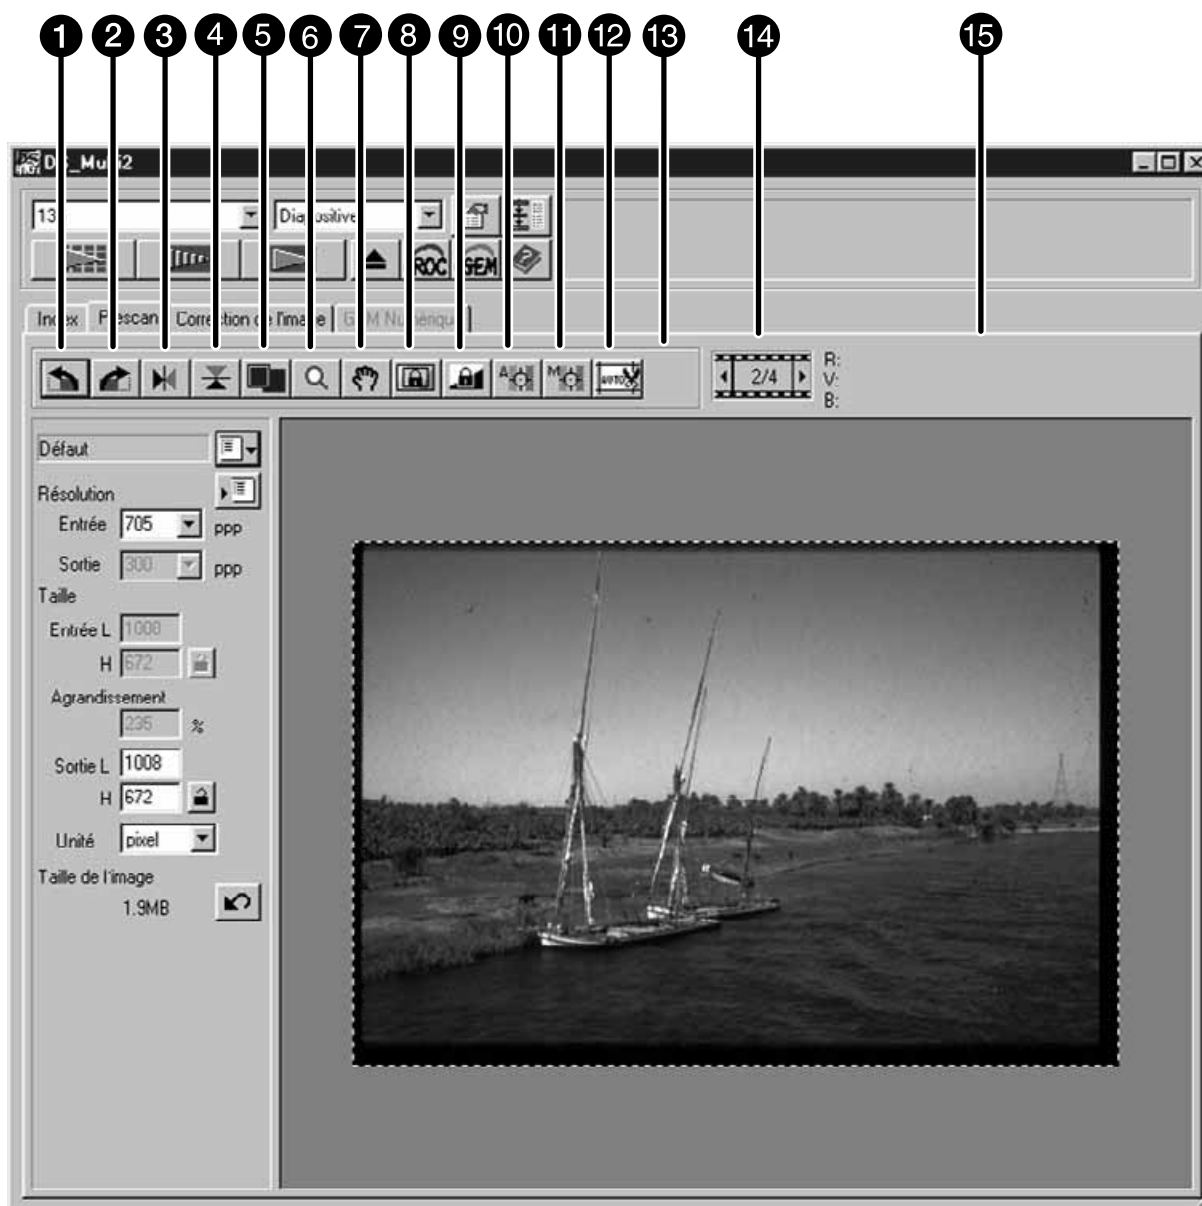 1 2 3 4 5 6 7 8 9 10 11 12 13 14 15
13 Diapositive
ROC GEM
Index Prescan Correction de l'image
A M AUTO 2/4 R:
V:
B:
Défaut
Résolution
Entrée 705 ppp
Sortie 300 ppp
Taille
Entrée L 1008
H 672
Agrandissement
235 %
Sortie L 1008
H 672
Unité pixel
Taille de l'image
1.9MB